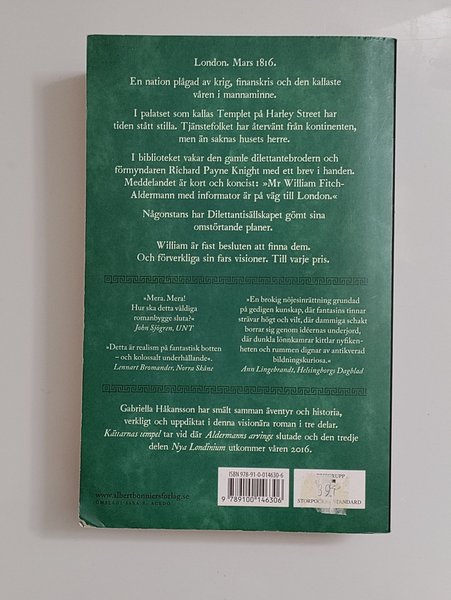 London. Mars 1816.
En nation plågad av krig, finanskris och den kallaste
våren i mannaminne.
I palatset som kallas Templet på Harley Street har
tiden stått stilla. Tjänstefolket har återvänt från kontinenten,
men än saknas husets herre.
I biblioteket vakar den gamle dilettantebrodern och
förmyndaren Richard Payne Knight med ett brev i handen.
Meddelandet är kort och koncist: »Mr William Fitch-
Aldermann med informator är på väg till London.«
Någonstans har Dilettantisällskapet gömt sina
omstörtande planer.
William är fast besluten att finna dem.
Och förverkliga sin fars visioner. Till varje pris.
»Mera. Mera!
Hur ska detta väldiga
romanbygge sluta?«
John Sjögren, UNT
»Detta är realism på fantastisk botten
– och kolossalt underhållande«.
Lennart Bromander, Norra Skåne
»En brokig nöjesinrättning grundad
på gedigen kunskap, där fantasins finnar
strävar högt och vilt, där dammiga schakt
borrar sig genom idéernas underjord,
där dunkla lönnkamrar kittlar nyfiken-
heten och rummen dignar av antikverad
bildningskuriosa.«
Ann Lingebrandt, Helsingborgs Dagblad
Gabriella Håkansson har smält samman äventyr och historia,
verkligt och uppdiktat i denna visionära roman i tre delar.
Kättarnas tempel tar vid där Aldermanns arvinge slutade och den tredje
delen Nya Londinium utkommer våren 2016.
www.albertbonniersforlag.se
OMSLAG: SARA R. ACEDO
ISBN 978-91-0-014630-6
9 789100 146306
STORPOCKET STANDARD